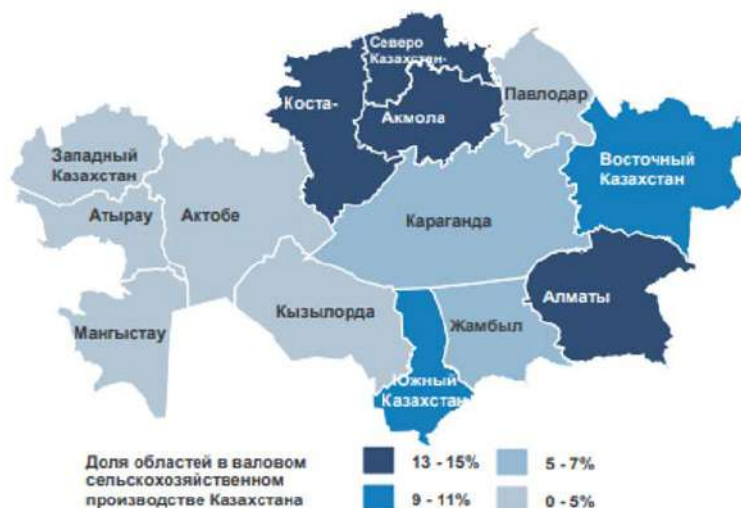 Северо
Казахстан-
Коста-
Акмола
Павлодар
Западный
Казахстан
Восточный
Казахстан
Атырау
Актобе
Караганда
Алматы
Кызылорда
Жамбыл
Мангыстау
Южный
Казахстан
Доля областей в валовом
сельскохозяйственном
производстве Казахстана
13 - 15%
5 - 7%
9 - 11%
0 - 5%